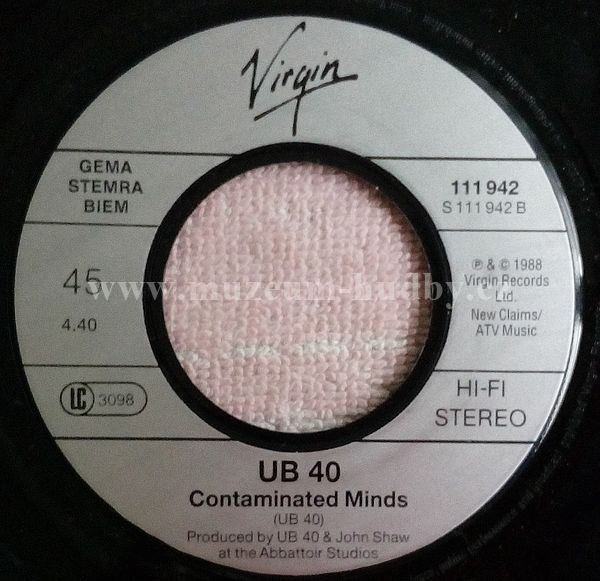 Virgin
GEMA
STEMRA
BIEM
111 942
S 111 942 B
45
4.40
℗ & © 1988
Virgin Records
Ltd.
New Claims/
ATV Music
www.muzeum-hudby.cz
LC 3098
HI-FI
STEREO
UB 40
Contaminated Minds
(UB 40)
Produced by UB 40 & John Shaw
at the Abbattoir Studios